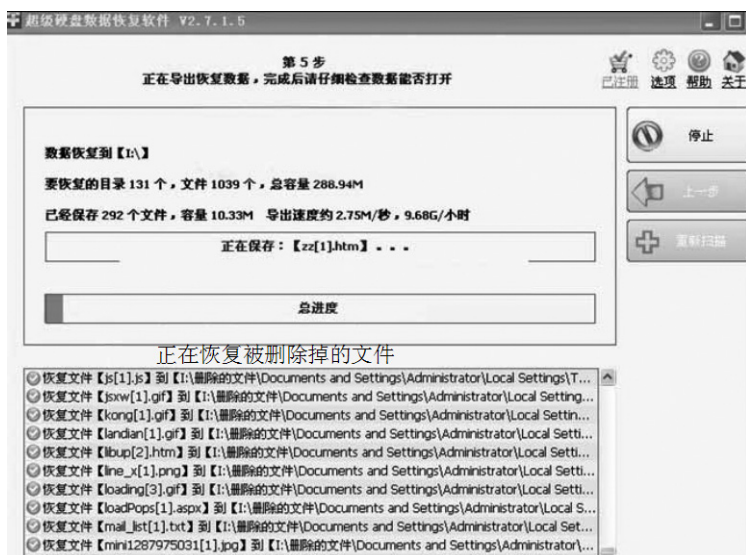 超级硬盘数据恢复软件 V2.7.1.5
第 5 步
正在导出恢复数据，完成后请仔细检查数据能否打开
已注册 选项 帮助 关于
数据恢复到【I:\】
要恢复的目录 131 个，文件 1039 个，总容量 288.94M
已经保存 292 个文件，容量 10.33M 导出速度约 2.75M/秒，9.68G/小时
正在保存：【zz[1].htm】...
总进度
停止
上一步
重新扫描
正在恢复被删除掉的文件
恢复文件【js[1].js】到【I:\删除的文件\Documents and Settings\Administrator\Local Settings\T...
恢复文件【jsxw[1].gif】到【I:\删除的文件\Documents and Settings\Administrator\Local Setting...
恢复文件【kong[1].gif】到【I:\删除的文件\Documents and Settings\Administrator\Local Settin...
恢复文件【landian[1].gif】到【I:\删除的文件\Documents and Settings\Administrator\Local Setti...
恢复文件【libup[2].htm】到【I:\删除的文件\Documents and Settings\Administrator\Local Setti...
恢复文件【line_x[1].png】到【I:\删除的文件\Documents and Settings\Administrator\Local Setti...
恢复文件【loading[3].gif】到【I:\删除的文件\Documents and Settings\Administrator\Local Setti...
恢复文件【loadPops[1].aspx】到【I:\删除的文件\Documents and Settings\Administrator\Local S...
恢复文件【mail_list[1].txt】到【I:\删除的文件\Documents and Settings\Administrator\Local Set...
恢复文件【mini1287975031[1].jpg】到【I:\删除的文件\Documents and Settings\Administrator\...